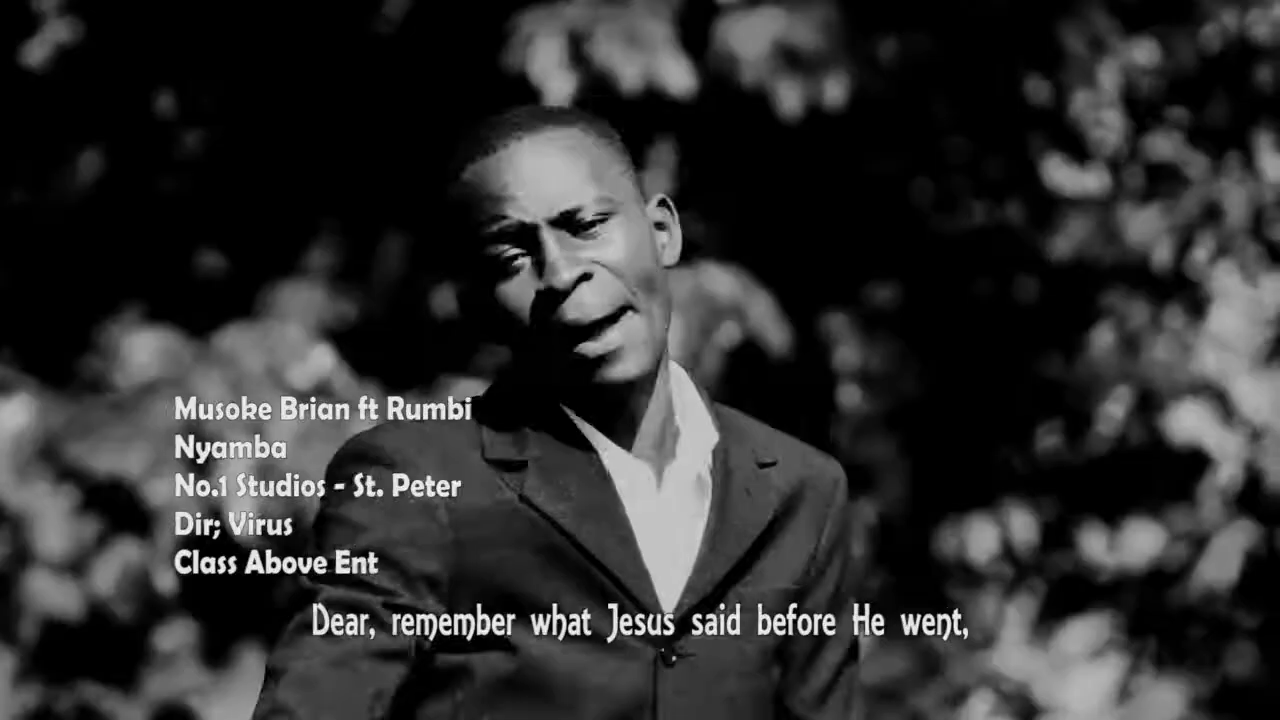 Musoke Brian ft Rumbi
Nyamba
No.1 Studios - St. Peter
Dir; Virus
Class Above Ent
Dear, remember what Jesus said before He went,